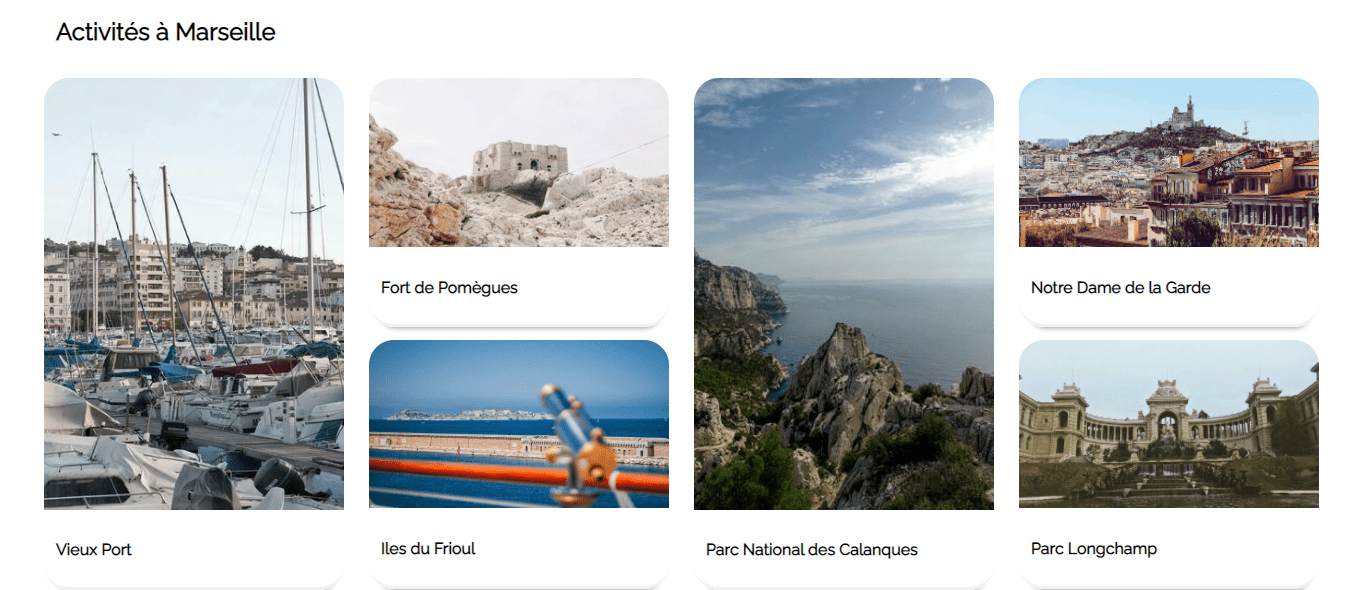 Activités à Marseille
Vieux Port
Fort de Pomègues
Iles du Frioul
Parc National des Calanques
Notre Dame de la Garde
Parc Longchamp